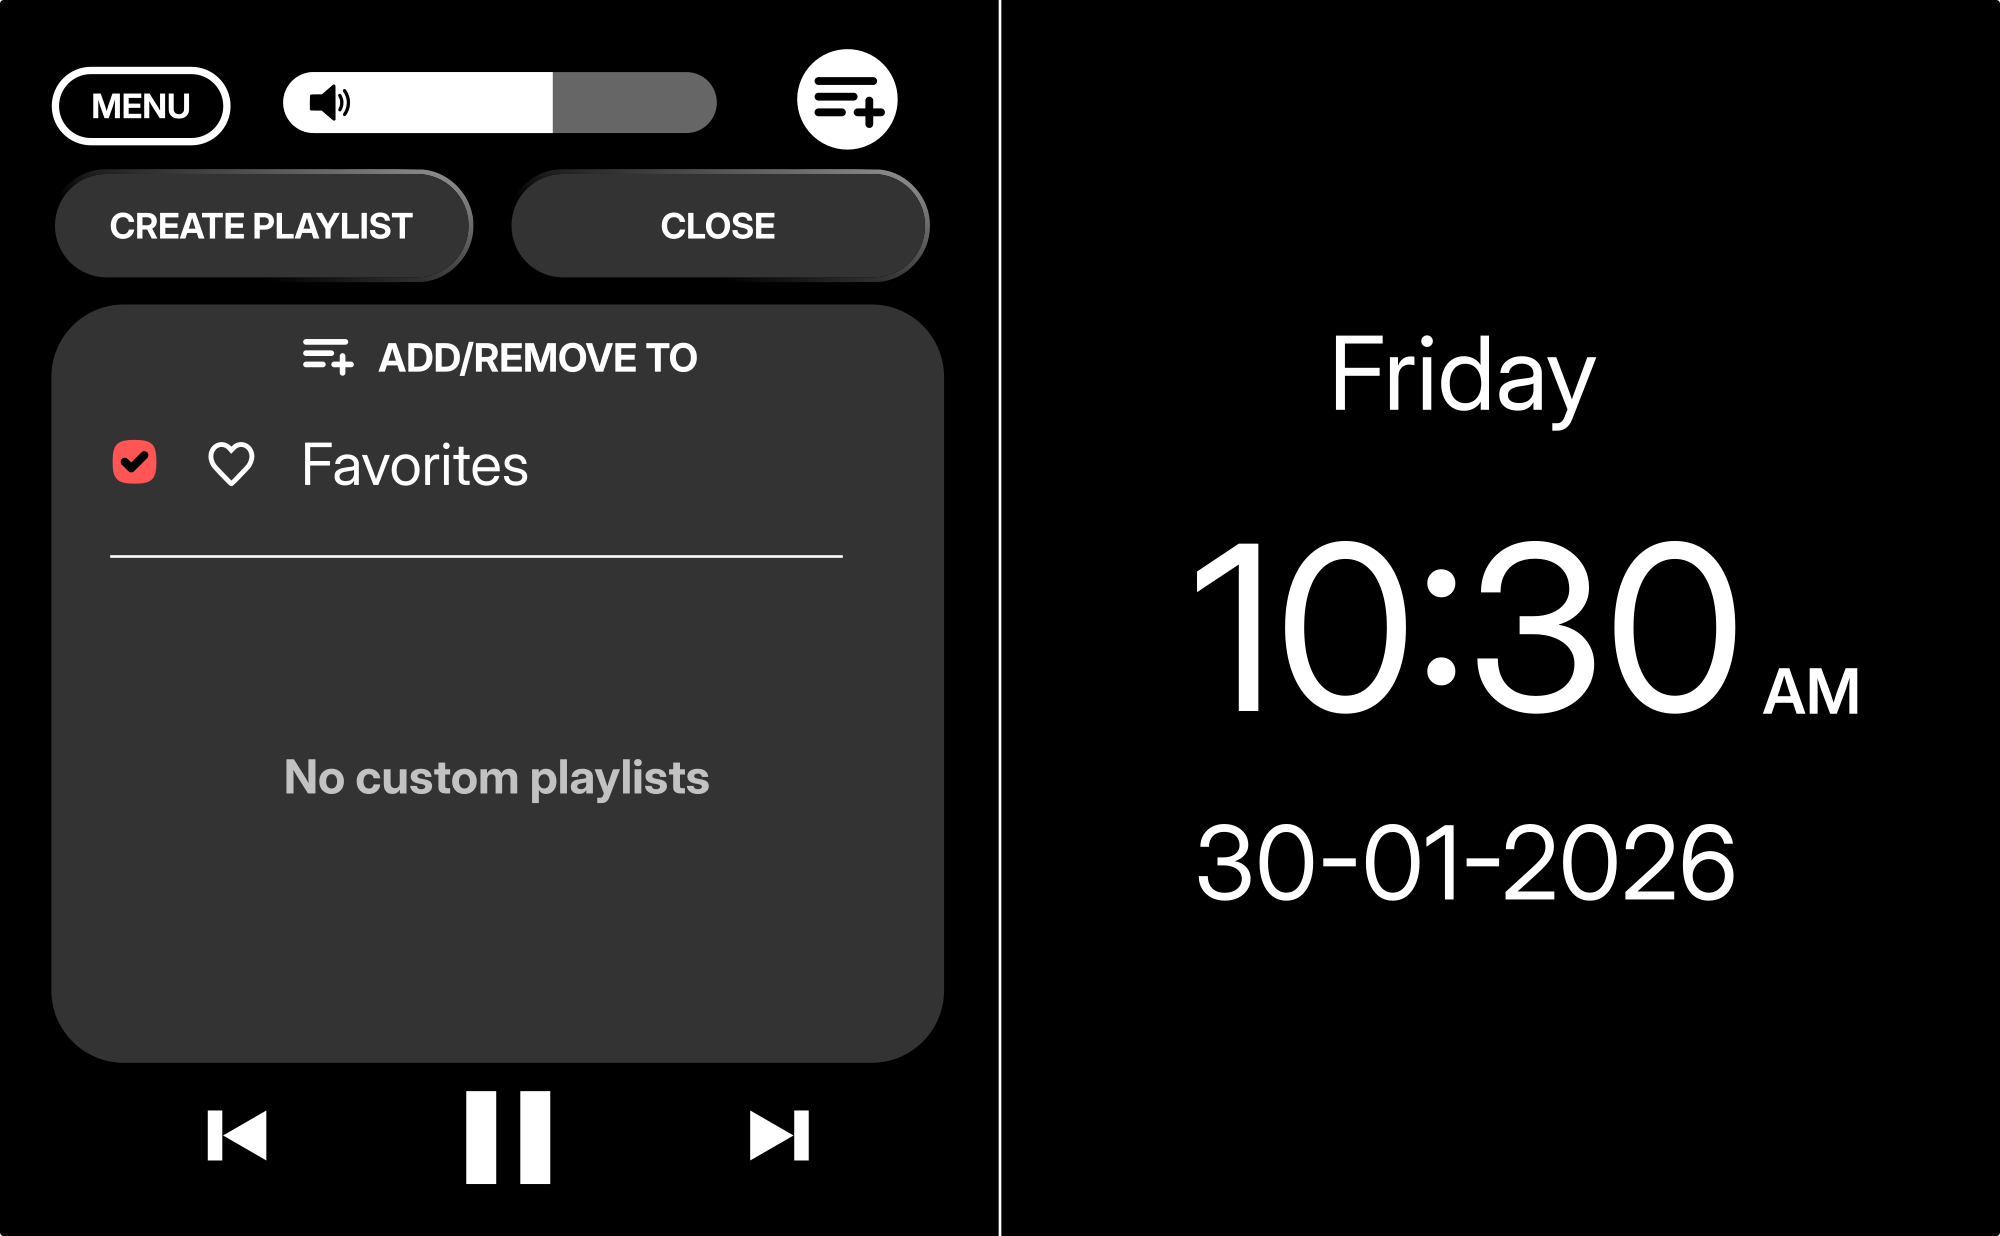 MENU
CREATE PLAYLIST
CLOSE
ADD/REMOVE TO
Favorites
No custom playlists
Friday
10:30 AM
30-01-2026